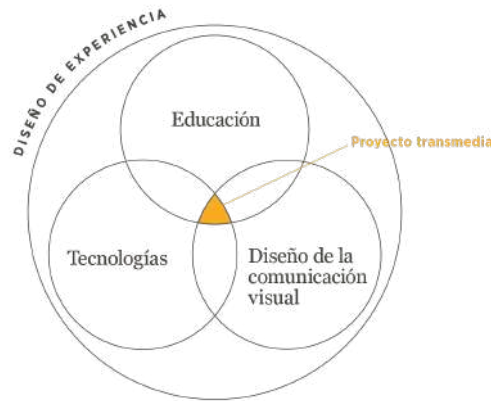 DISEÑO DE EXPERIENCIA
Educación
Proyecto transmedia
Tecnologías
Diseño de la
comunicación
visual